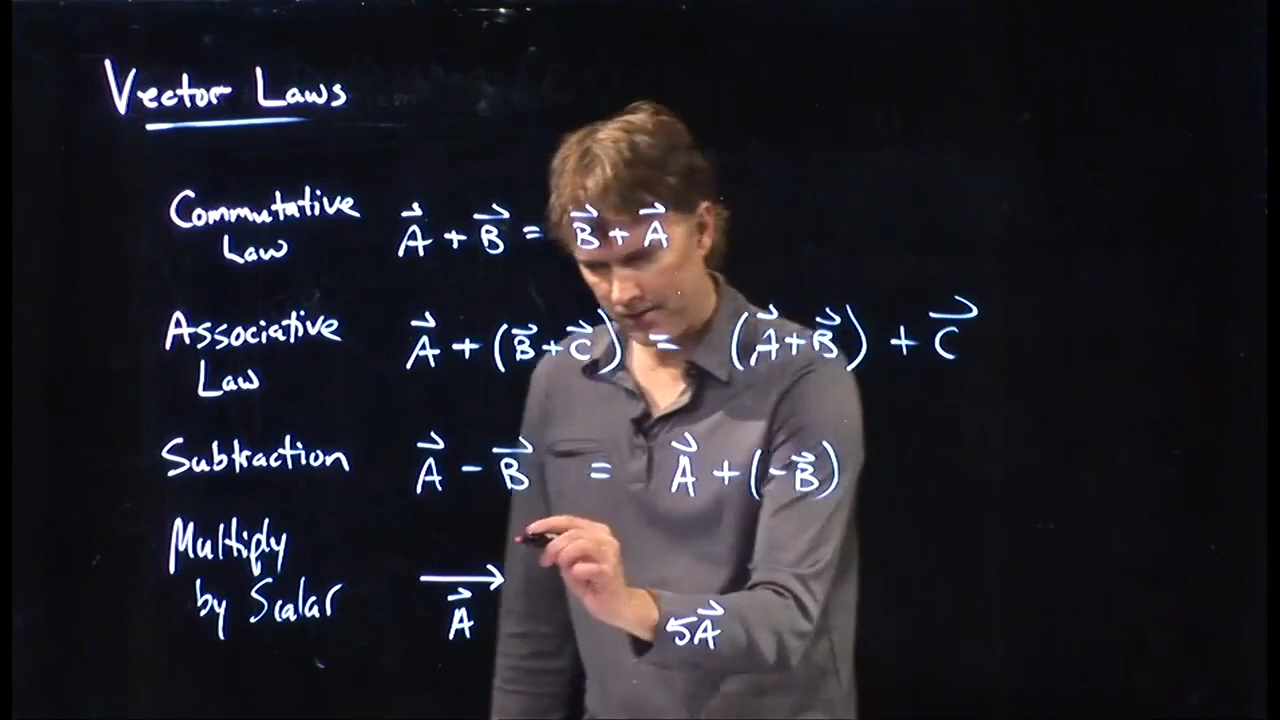 Vector Laws
Commutative Law A⃗ + B⃗ = B⃗ + A⃗
Associative Law A⃗ + (B⃗ + C⃗) = (A⃗ + B⃗) + C⃗
Subtraction A⃗ - B⃗ = A⃗ + (-B⃗)
Multiply by Scalar A⃗ 5A⃗